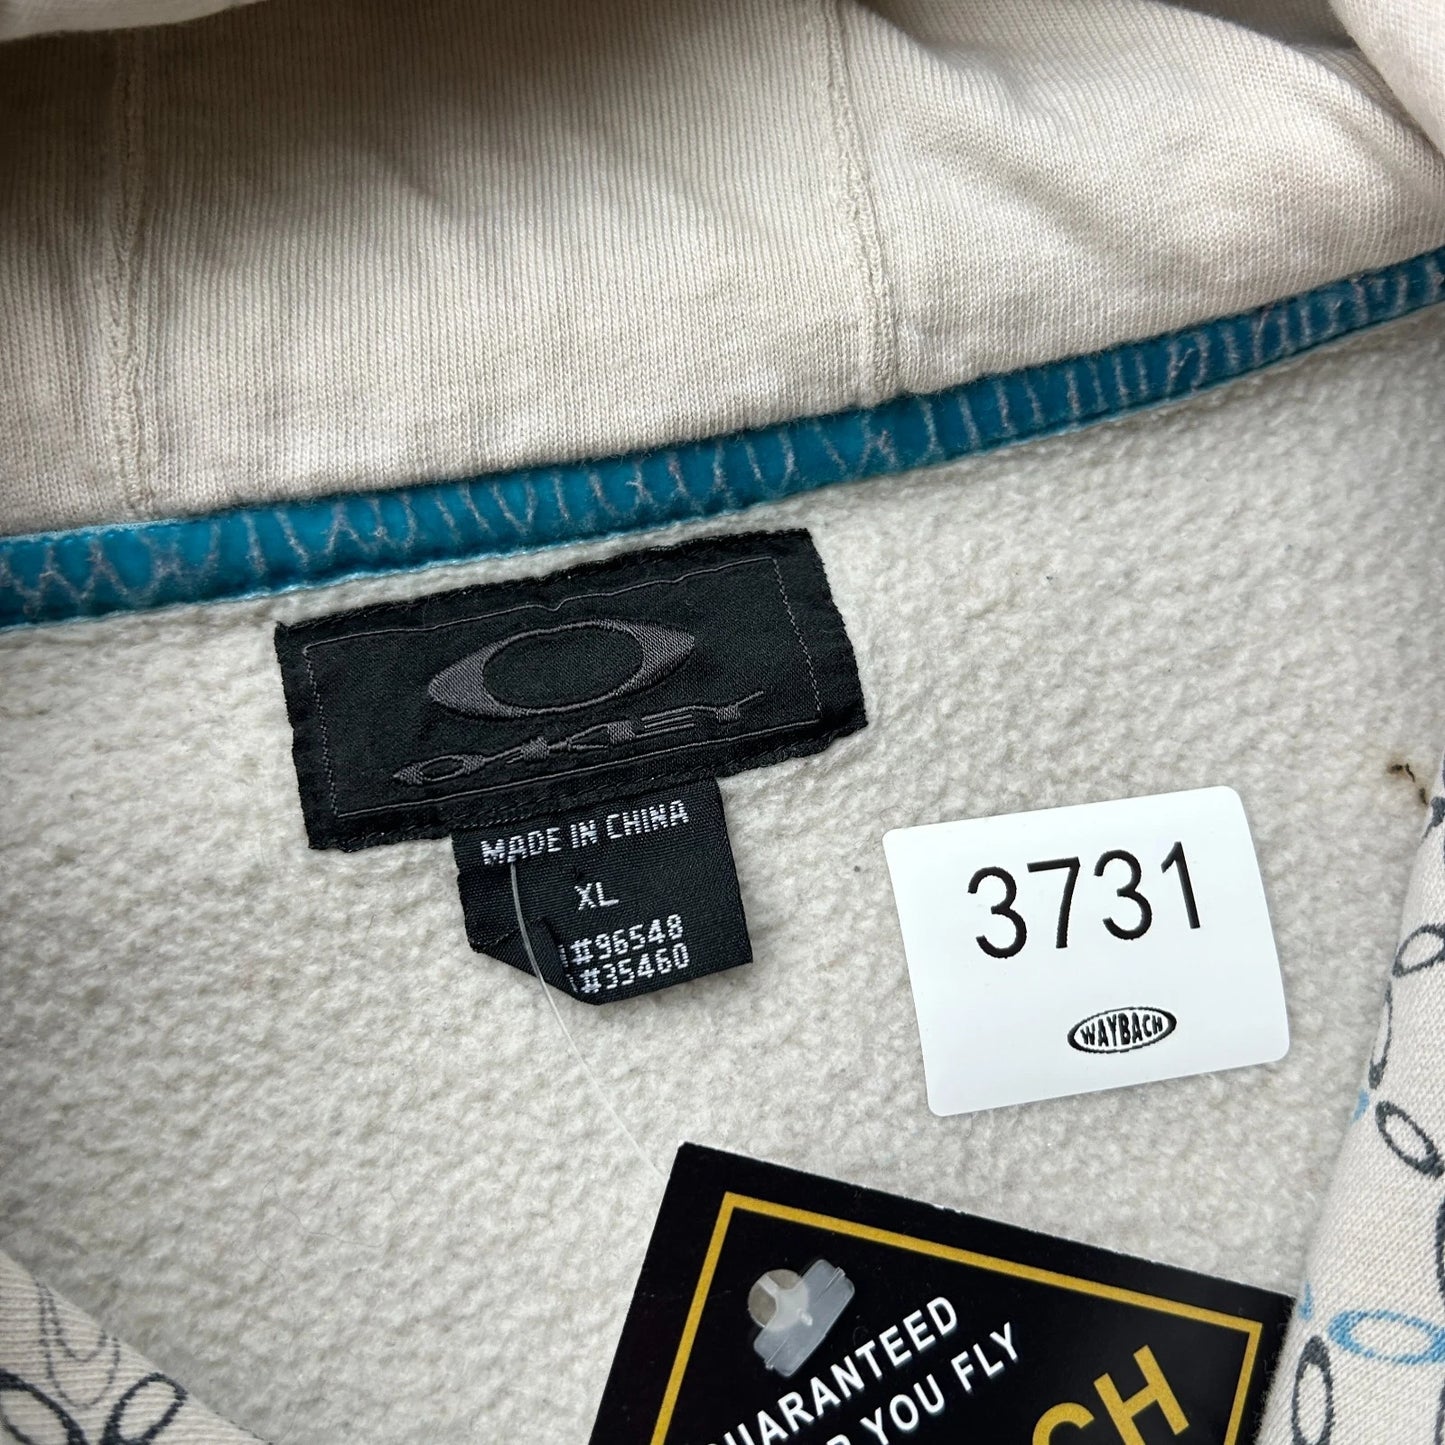 OAKLEY
MADE IN CHINA
XL
#96548
#35460
3731
WAYBACH
GUARANTEED
YOU FLY
CH